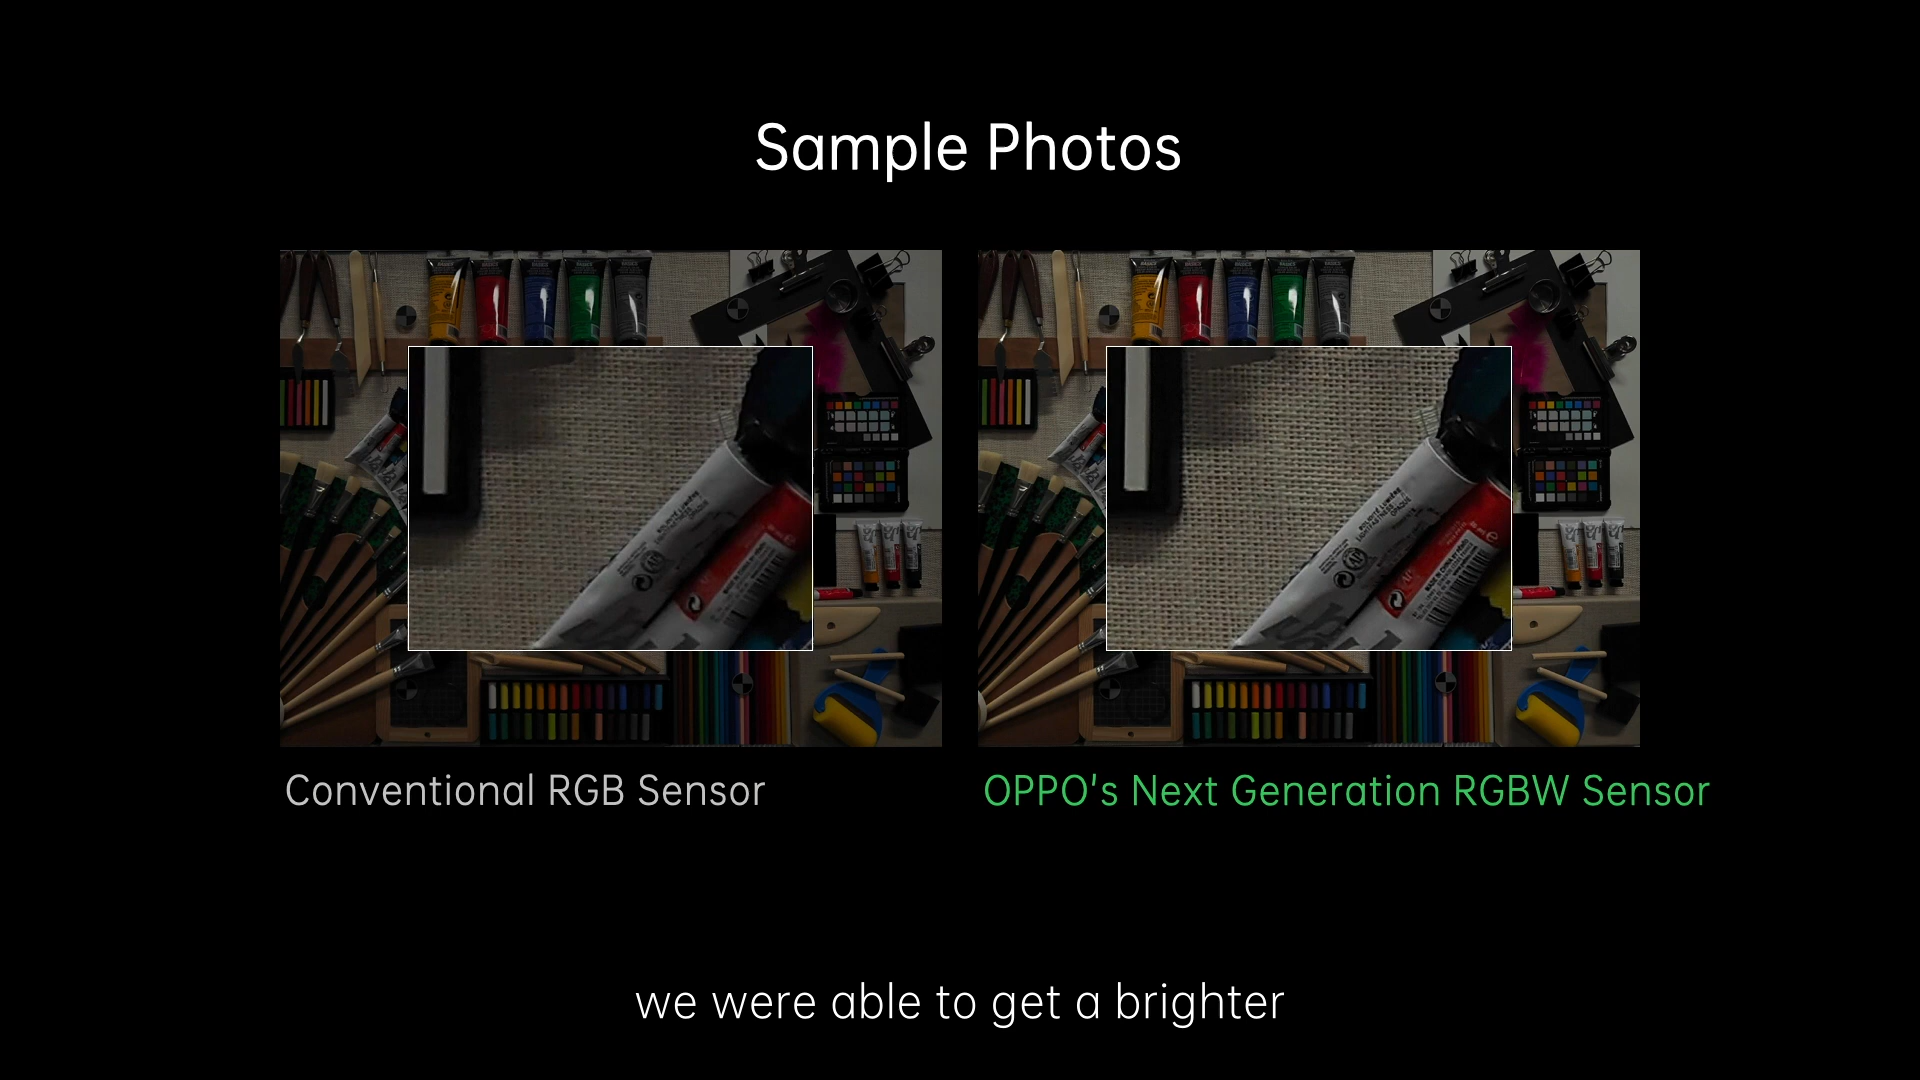 Sample Photos
Conventional RGB Sensor
OPPO's Next Generation RGBW Sensor
we were able to get a brighter